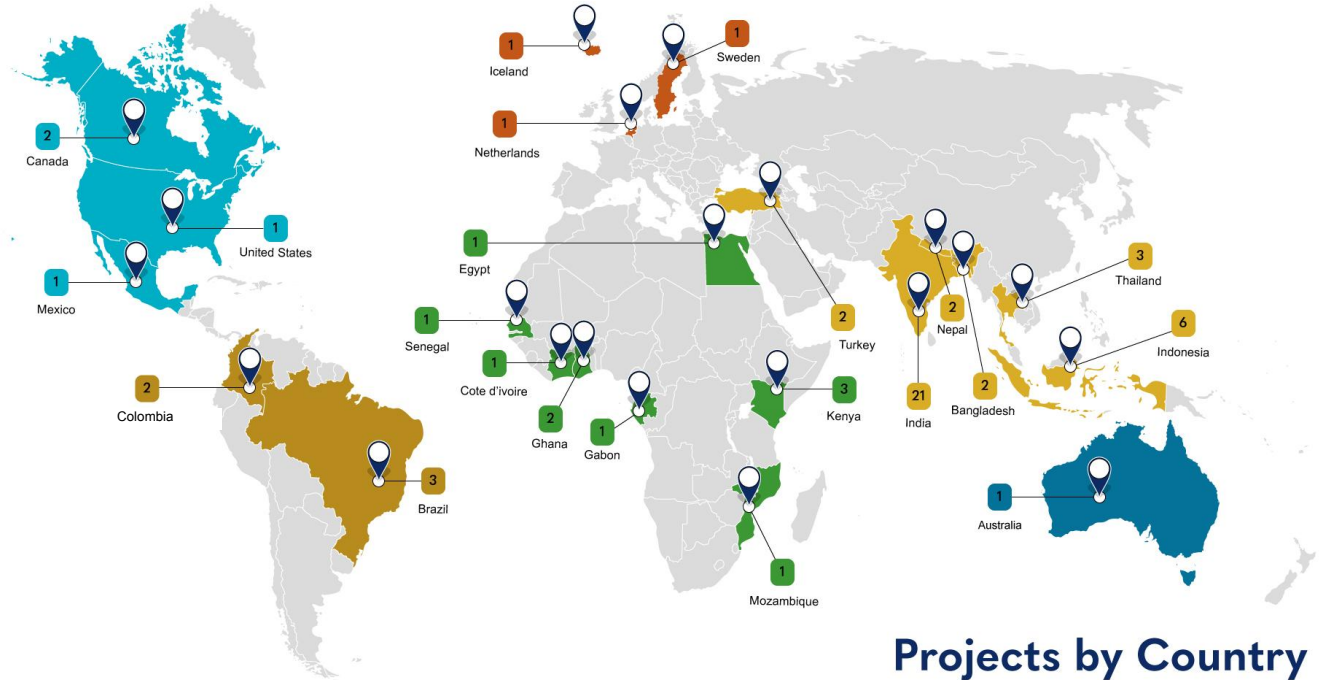 1
Iceland
1
Sweden
1
Netherlands
2
Canada
1
United States
1
Mexico
2
Colombia
3
Brazil
1
Egypt
1
Senegal
1
Cote d'ivoire
2
Ghana
1
Gabon
3
Kenya
1
Mozambique
2
Turkey
21
India
2
Nepal
2
Bangladesh
3
Thailand
6
Indonesia
1
Australia
Projects by Country